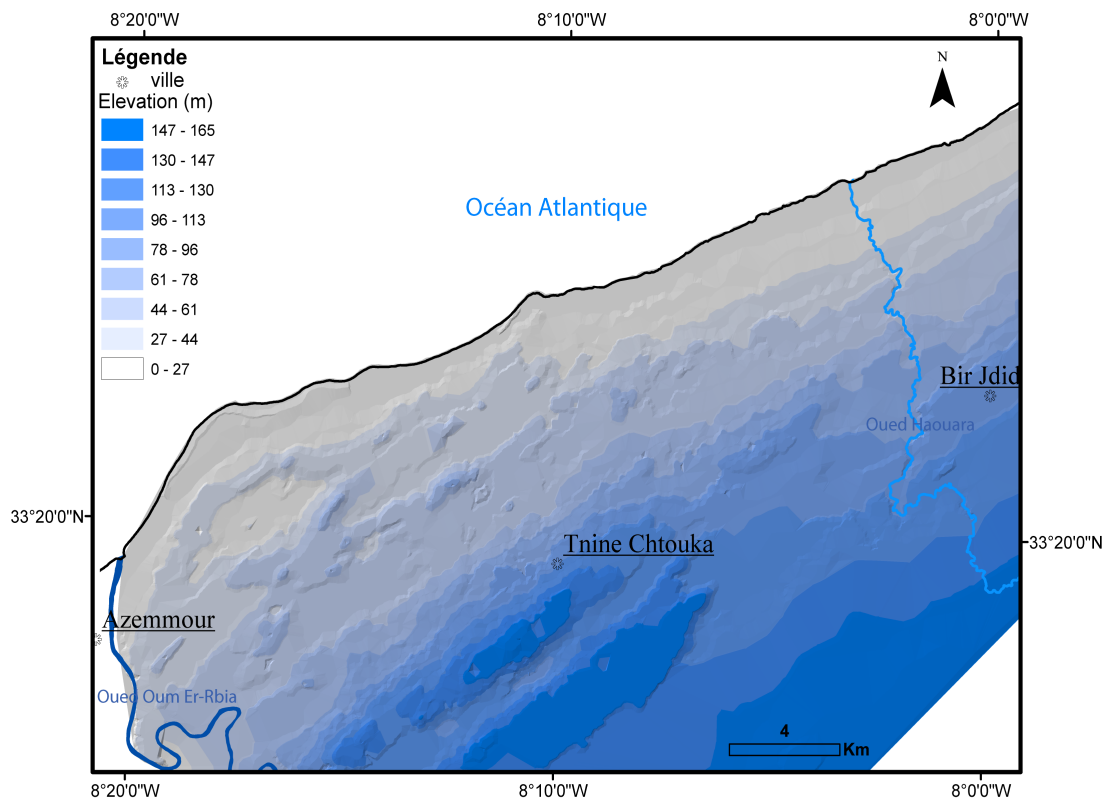 8°20'0"W 8°10'0"W 8°0'0"W
Légende
ville
Elevation (m)
147 - 165
130 - 147
113 - 130
96 - 113
78 - 96
61 - 78
44 - 61
27 - 44
0 - 27
N
Océan Atlantique
Bir Jdid
Oued Haouara
33°20'0"N
Tnine Chtouka
33°20'0"N
Azemmour
Oued Oum Er-Rbia
4
Km
8°20'0"W 8°10'0"W 8°0'0"W